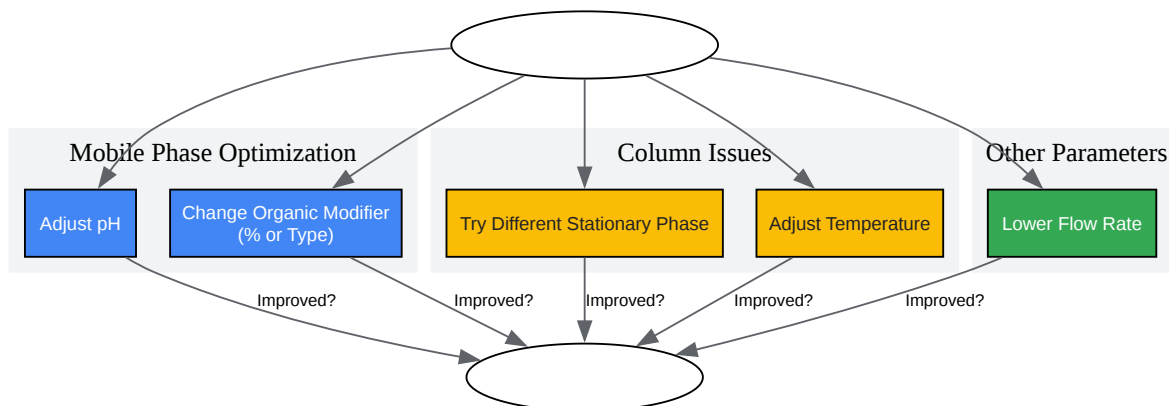 Mobile Phase Optimization
Column Issues
Other Parameters
Adjust pH
Change Organic Modifier
(% or Type)
Try Different Stationary Phase
Adjust Temperature
Lower Flow Rate
Improved?
Improved?
Improved?
Improved?
Improved?